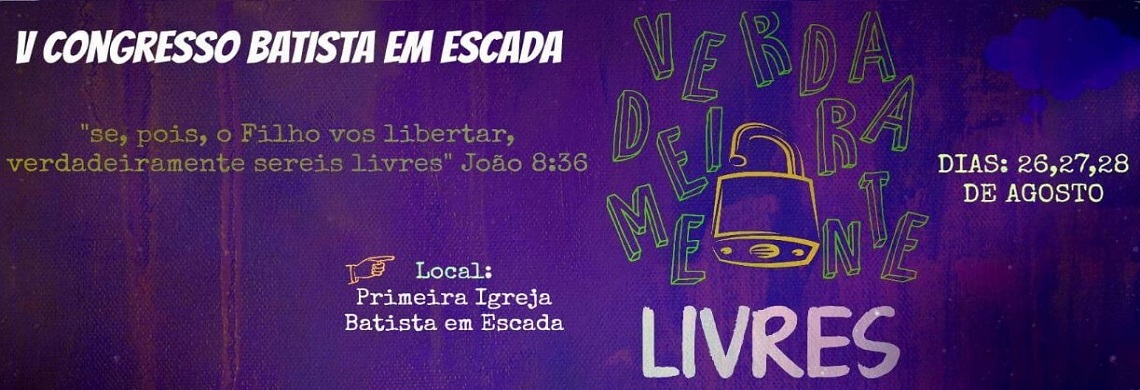 V CONGRESSO BATISTA EM ESCADA
"se, pois, o Filho vos libertar,
verdadeiramente sereis livres" João 8:36
Local:
Primeira Igreja
Batista em Escada
VERDA
DEIRA
MENTE
LIVRES
DIAS: 26,27,28
DE AGOSTO